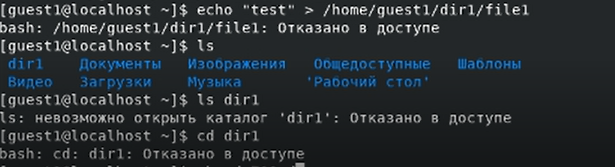 [guest1@localhost ~]$ echo "test" > /home/guest1/dir1/file1
bash: /home/guest1/dir1/file1: Отказано в доступе
[guest1@localhost ~]$ ls
dir1 Документы Изображения Общедоступные Шаблоны
Видео Загрузки Музыка 'Рабочий стол'
[guest1@localhost ~]$ ls dir1
ls: невозможно открыть каталог 'dir1': Отказано в доступе
[guest1@localhost ~]$ cd dir1
bash: cd: dir1: Отказано в доступе